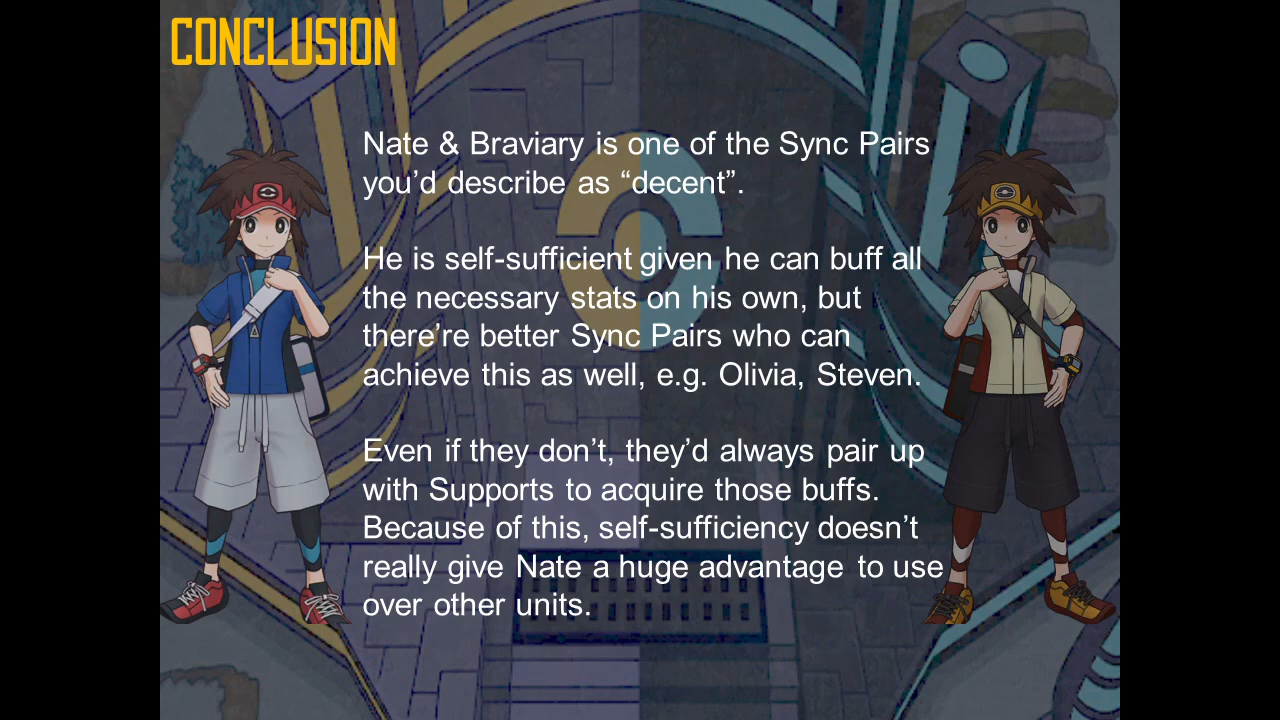 CONCLUSION
Nate & Braviary is one of the Sync Pairs
you’d describe as “decent”.
He is self-sufficient given he can buff all
the necessary stats on his own, but
there’re better Sync Pairs who can
achieve this as well, e.g. Olivia, Steven.
Even if they don’t, they’d always pair up
with Supports to acquire those buffs.
Because of this, self-sufficiency doesn’t
really give Nate a huge advantage to use
over other units.